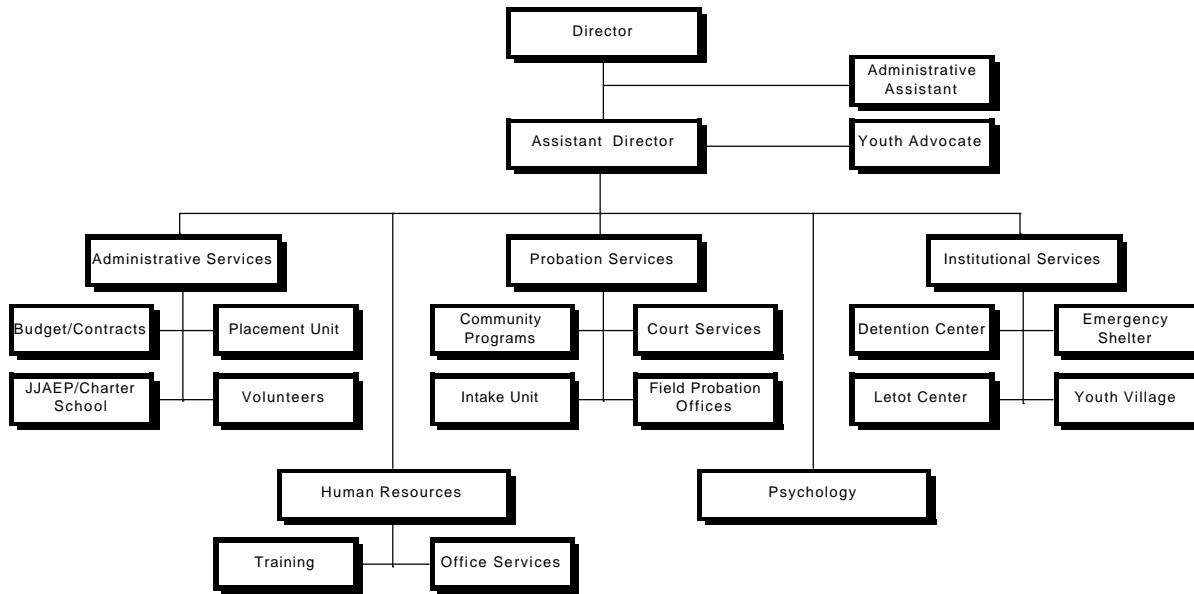 Director
Administrative
Assistant
Assistant Director
Youth Advocate
Administrative Services
Probation Services
Institutional Services
Budget/Contracts
Placement Unit
Community
Programs
Court Services
Detention Center
Emergency
Shelter
JJAEP/Charter
School
Volunteers
Intake Unit
Field Probation
Offices
Letot Center
Youth Village
Human Resources
Psychology
Training
Office Services